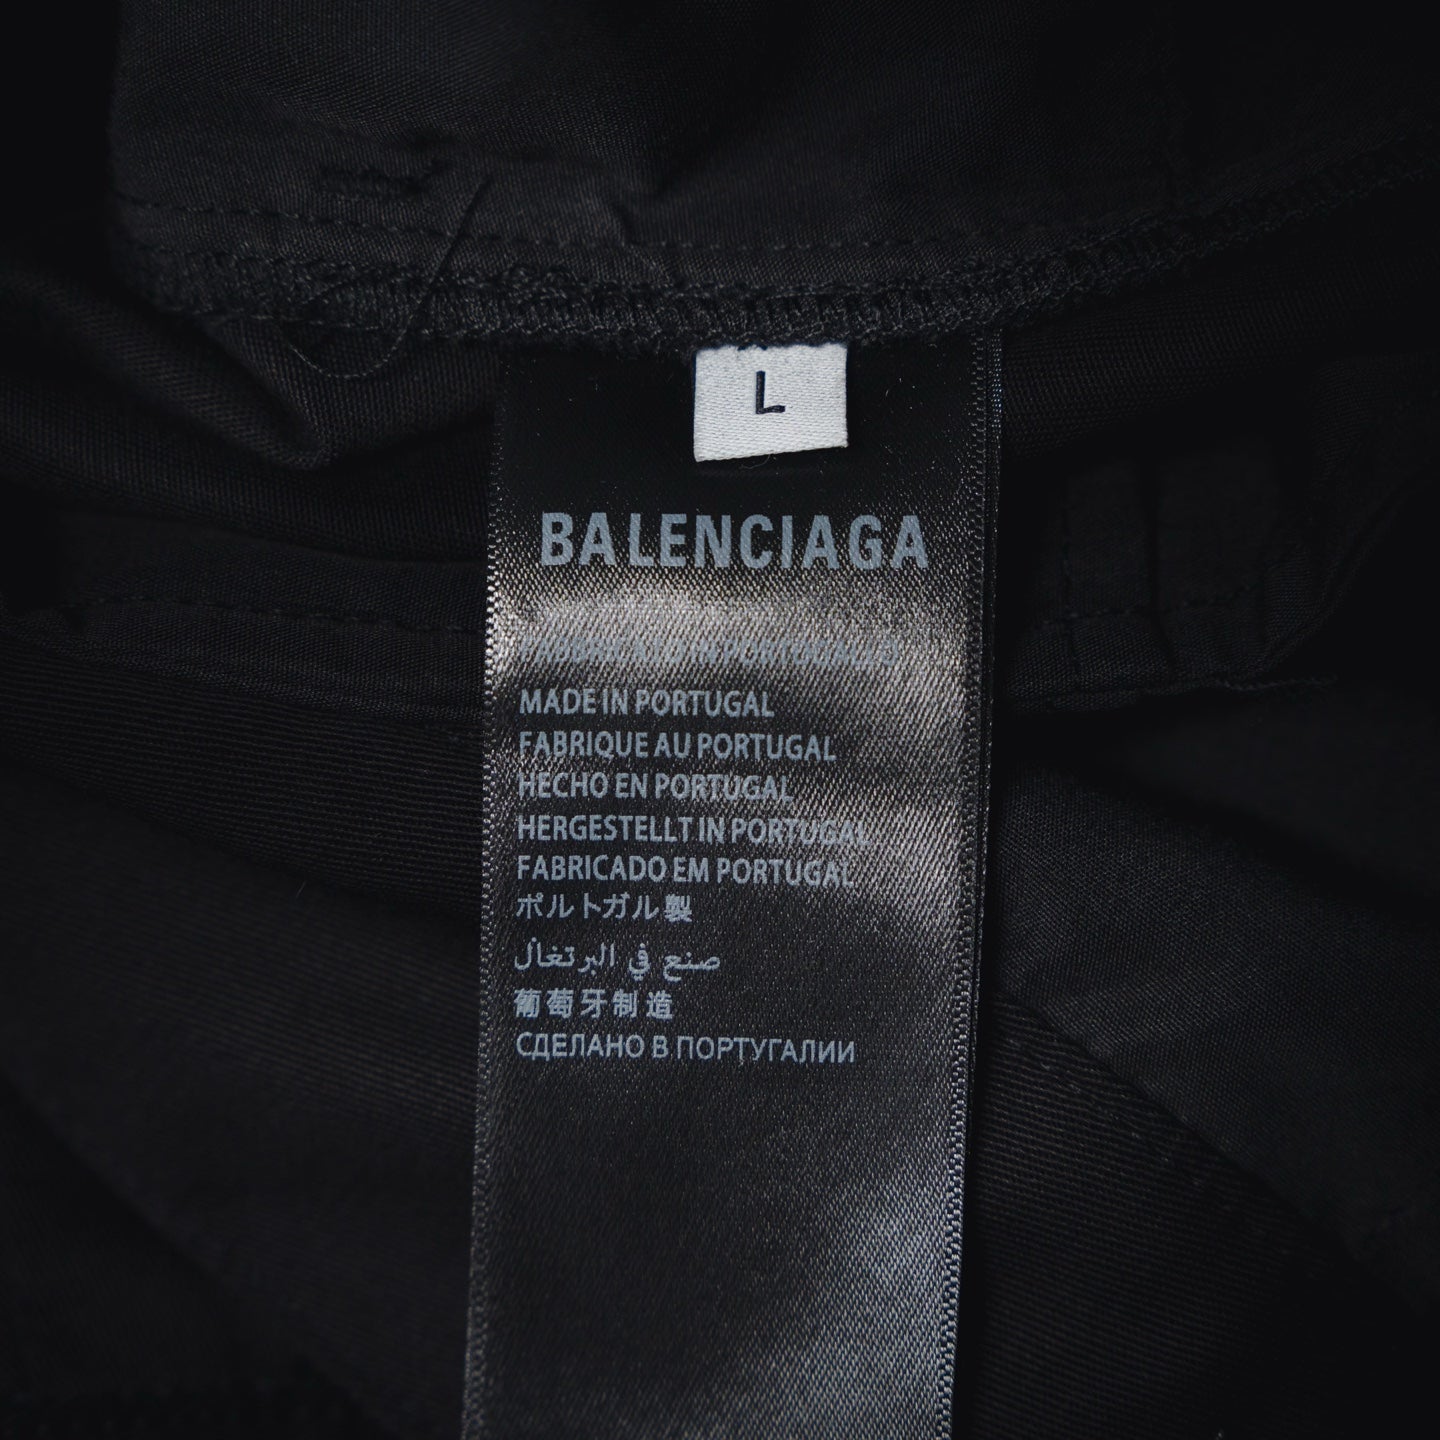 L
BALENCIAGA
MADE IN PORTUGAL
FABRIQUE AU PORTUGAL
HECHO EN PORTUGAL
HERGESTELLT IN PORTUGAL
FABRICADO EM PORTUGAL
ポルトガル製
صنع في البرتغال
葡萄牙制造
СДЕЛАНО В ПОРТУГАЛИИ